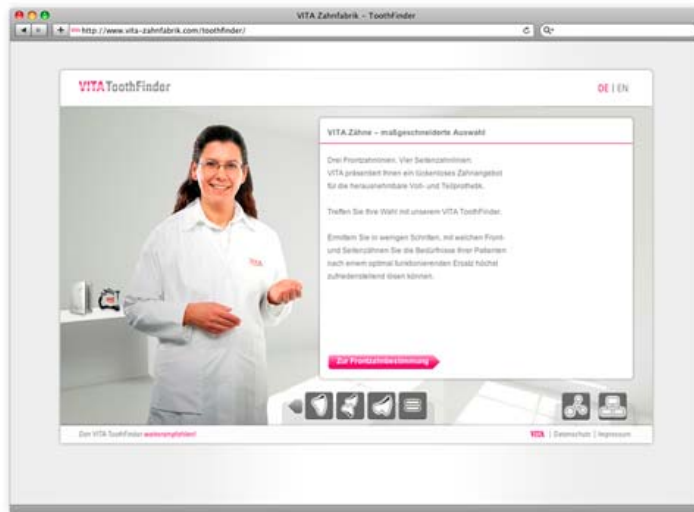 VITA Zahnfabrik – ToothFinder
http://www.vita-zahnfabrik.com/toothfinder/
VITA ToothFinder
DE | EN
VITA Zähne – maßgeschneiderte Auswahl
Drei Frontzahnlinien. Vier Seitenzahnlinien.
VITA präsentiert Ihnen ein lückenloses Zahnangebot
für die herausnehmbare Voll- und Teilprothetik.
Treffen Sie Ihre Wahl mit unserem VITA ToothFinder.
Ermitteln Sie in wenigen Schritten, mit welchen Front-
und Seitenzähnen Sie die Bedürfnisse Ihrer Patienten
nach einem optimal funktionierenden Ersatz höchst
zufriedenstellend lösen können.
VITA
Zur Frontzahnbestimmung
Den VITA ToothFinder weiterempfehlen!
VITA | Datenschutz | Impressum